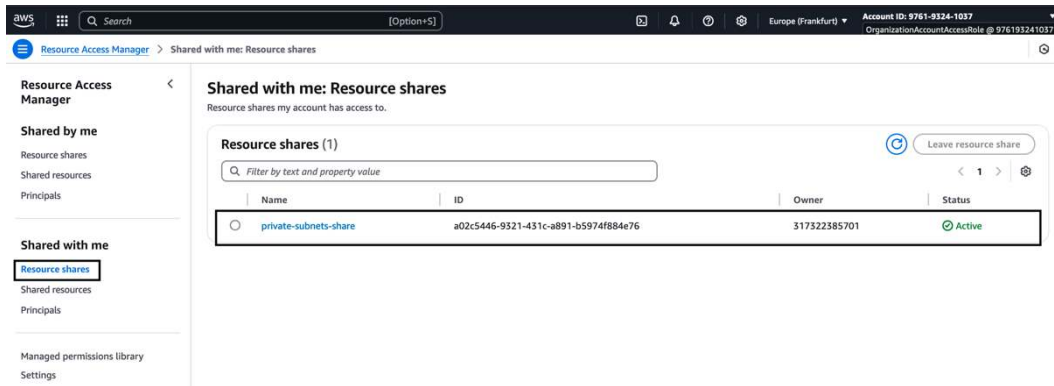 aws
Search [Option+S] Europe (Frankfurt) Account ID: 9761-9324-1037
OrganizationAccountAccessRole @ 976193241037
Resource Access Manager > Shared with me: Resource shares
Resource Access
Manager
Shared by me
Resource shares
Shared resources
Principals
Shared with me
Resource shares
Shared resources
Principals
Managed permissions library
Settings
Shared with me: Resource shares
Resource shares my account has access to.
Resource shares (1) Leave resource share
Filter by text and property value < 1 >
Name ID Owner Status
private-subnets-share a02c5446-9321-431c-a891-b5974f884e76 317322385701 Active